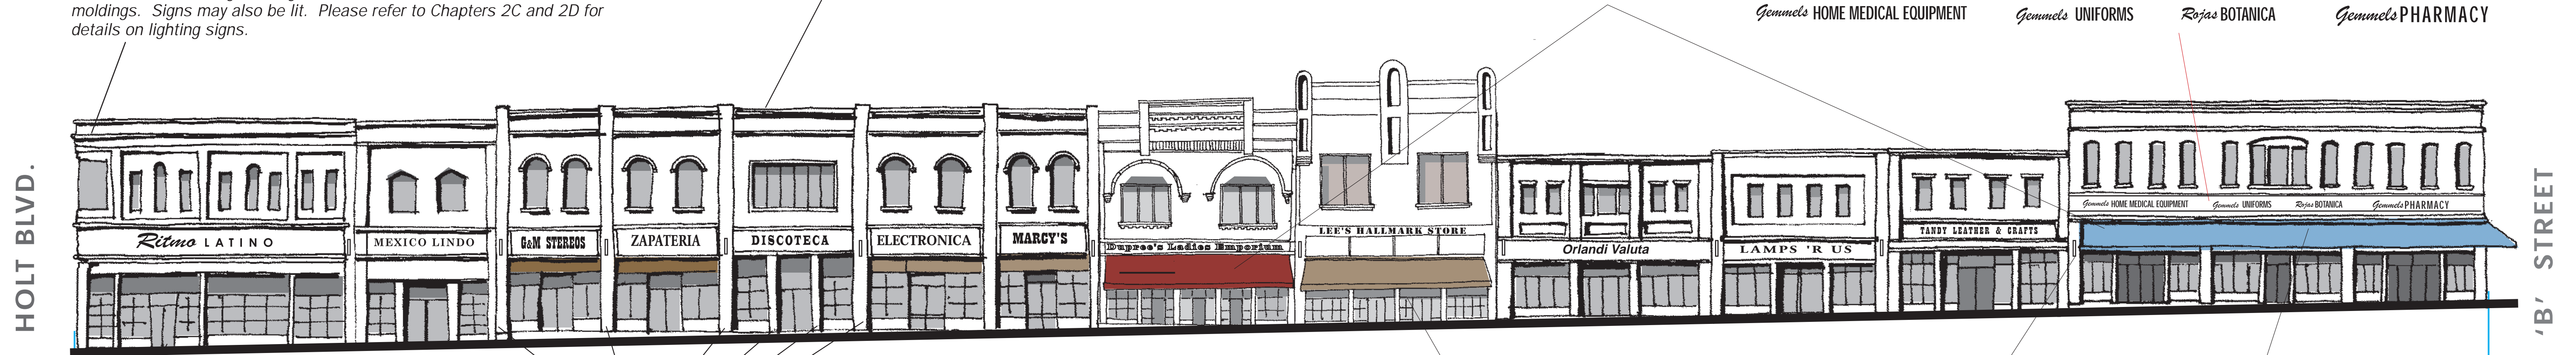 moldings.  Signs may also be lit.  Please refer to Chapters 2C and 2D for
details on lighting signs.
Gemmels HOME MEDICAL EQUIPMENT
Gemmels UNIFORMS
Rojas BOTANICA
Gemmels PHARMACY
HOLT BLVD.
Ritmo LATINO
MEXICO LINDO
G&M STEREOS
ZAPATERIA
DISCOTECA
ELECTRONICA
MARCY'S
Dupree's Ladies Emporium
LEE'S HALLMARK STORE
Orlandi Valuta
LAMPS 'R US
TANDY LEATHER & CRAFTS
Gemmels HOME MEDICAL EQUIPMENT
Gemmels UNIFORMS
Rojas BOTANICA
Gemmels PHARMACY
'B' STREET